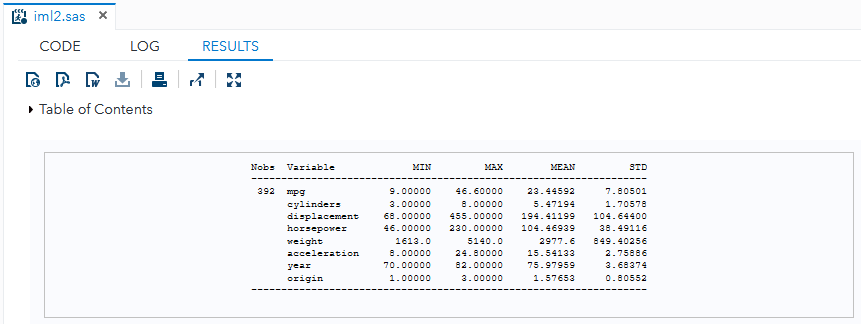 iml2.sas ×
CODE LOG RESULTS
Table of Contents
Nobs Variable MIN MAX MEAN STD
392 mpg 9.00000 46.60000 23.44592 7.80501
cylinders 3.00000 8.00000 5.47194 1.70578
displacement 68.00000 455.00000 194.41199 104.64400
horsepower 46.00000 230.00000 104.46939 38.49116
weight 1613.0 5140.0 2977.6 849.40256
acceleration 8.00000 24.80000 15.54133 2.75886
year 70.00000 82.00000 75.97959 3.68374
origin 1.00000 3.00000 1.57653 0.80552